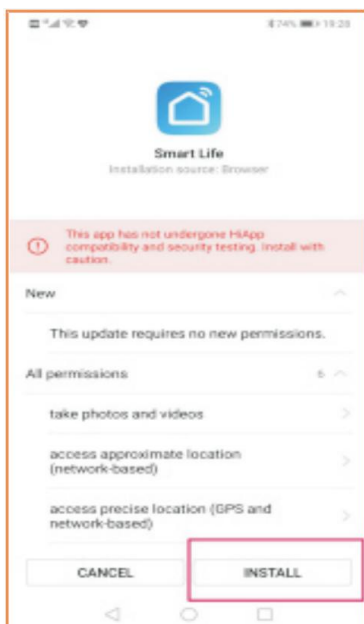 74% 19:20
Smart Life
Installation source: Browser
This app has not undergone HiApp
compatibility and security testing. Install with
caution.
New
This update requires no new permissions.
All permissions 6
take photos and videos
access approximate location
(network-based)
access precise location (GPS and
network-based)
CANCEL INSTALL